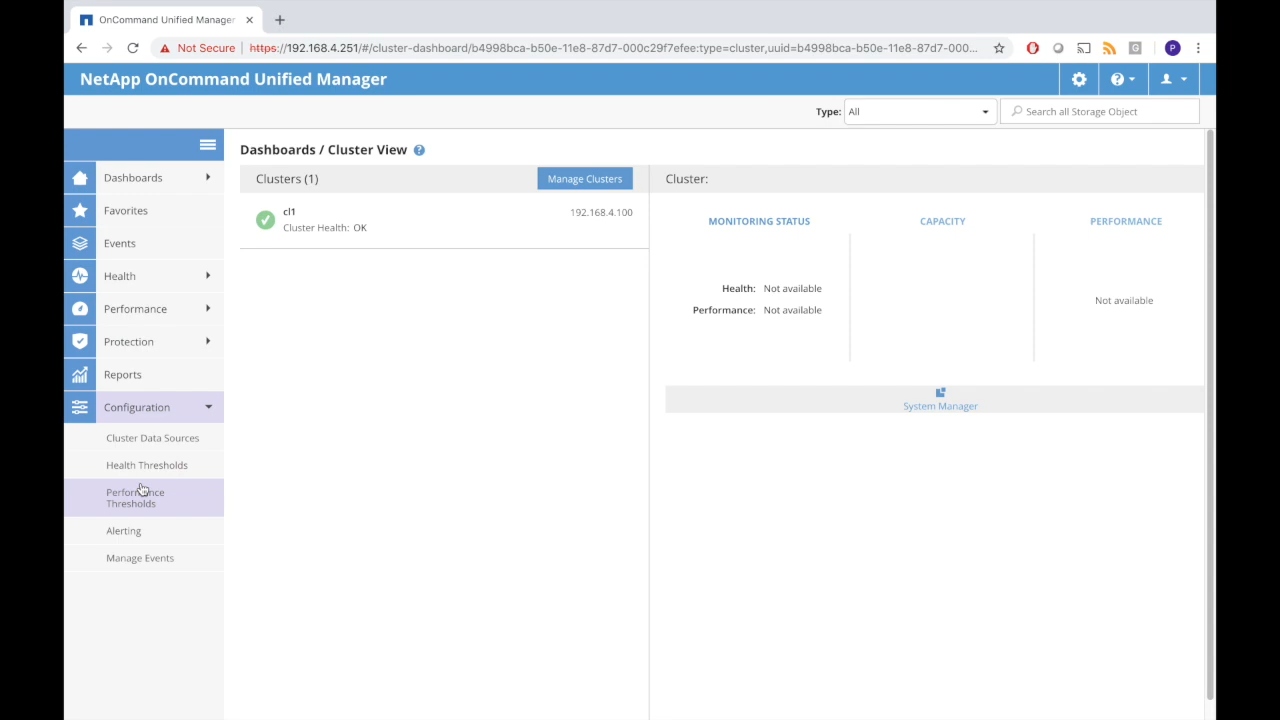 OnCommand Unified Manager
Not Secure https://192.168.4.251/#/cluster-dashboard/b4998bca-b50e-11e8-87d7-000c29f7efee:type=cluster,uuid=b4998bca-b50e-11e8-87d7-000...
P
NetApp OnCommand Unified Manager
Type: All Search all Storage Object
Dashboards / Cluster View
Clusters (1) Manage Clusters Cluster:
cl1 192.168.4.100
Cluster Health: OK
MONITORING STATUS CAPACITY PERFORMANCE
Health: Not available
Performance: Not available
Not available
System Manager
Dashboards
Favorites
Events
Health
Performance
Protection
Reports
Configuration
Cluster Data Sources
Health Thresholds
Performance
Thresholds
Alerting
Manage Events